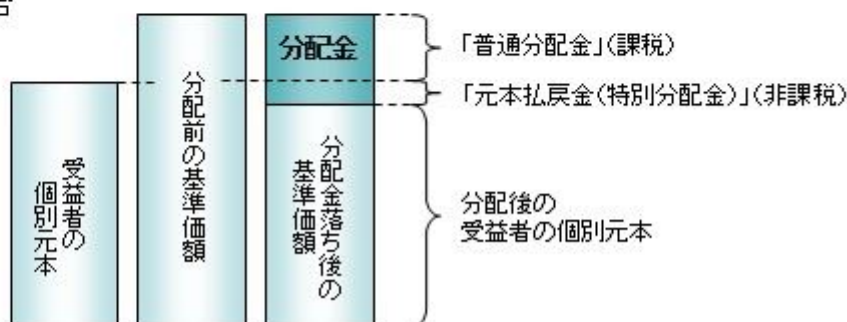 受益者の
個別元本
分配前の基準価額
分配金
分配金落ち後の
基準価額
「普通分配金」(課税)
「元本払戻金(特別分配金)」(非課税)
分配後の
受益者の個別元本